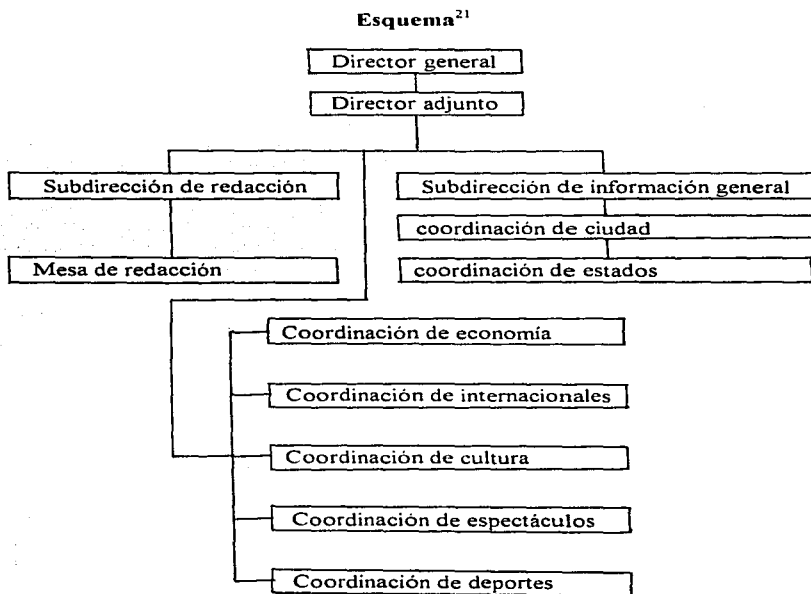 Esquema21
Director general
Director adjunto
Subdirección de redacción
Subdirección de información general
coordinación de ciudad
Mesa de redacción
coordinación de estados
Coordinación de economía
Coordinación de internacionales
Coordinación de cultura
Coordinación de espectáculos
Coordinación de deportes